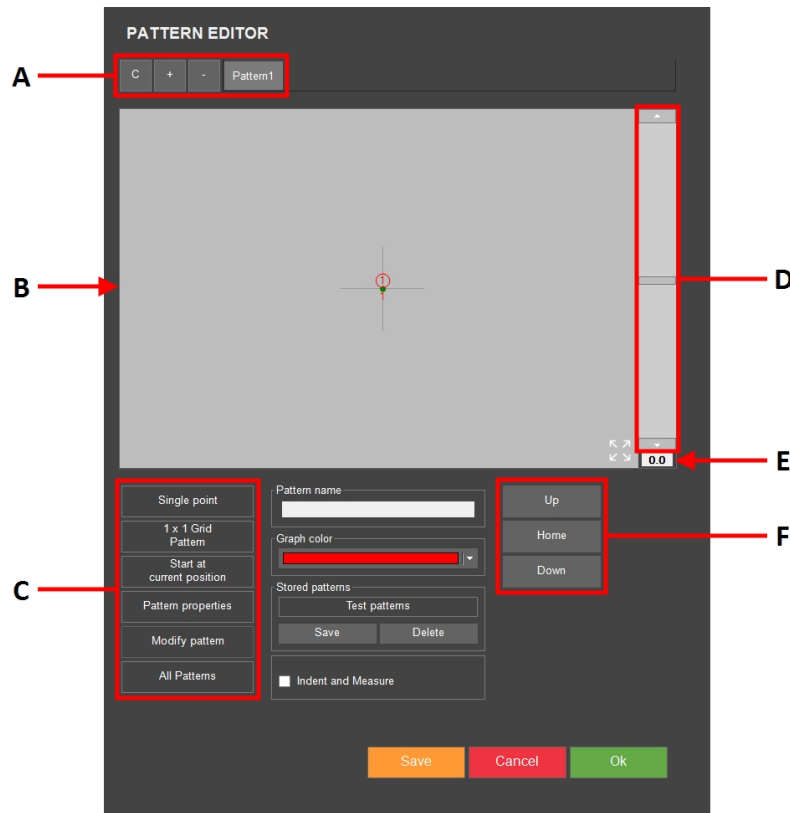 PATTERN EDITOR
A
C + - Pattern1
B
1
1
D
0.0
E
Single point
1 x 1 Grid
Pattern
Start at
current position
Pattern properties
Modify pattern
All Patterns
C
Pattern name
Graph color
Stored patterns
Test patterns
Save Delete
Indent and Measure
Up
Home
Down
F
Save Cancel Ok